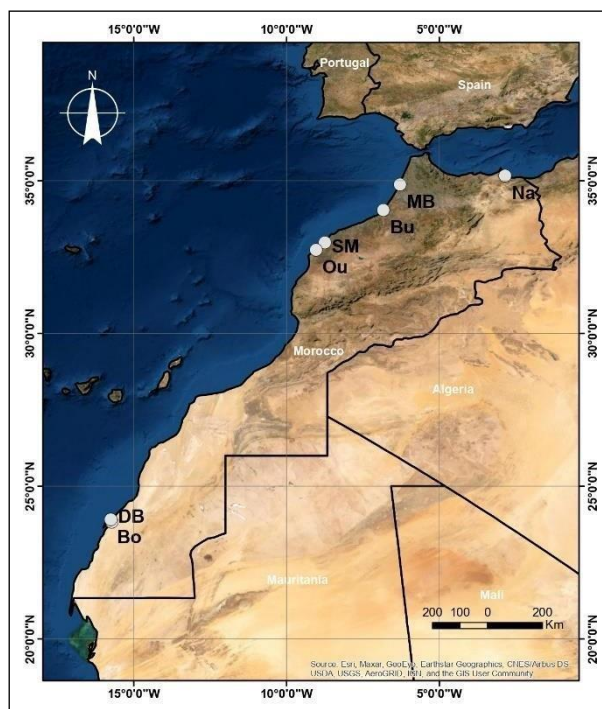 15°0'0"W 10°0'0"W 5°0'0"W
Portugal
Spain
N
35°0'0"N
35°0'0"N
MB
Na
Bu
SM
Ou
30°0'0"N
30°0'0"N
Morocco
Algeria
25°0'0"N
25°0'0"N
DB
Bo
Mauritania
Mali
200 100 0 200
Km
20°0'0"N
20°0'0"N
Source: Esri, Maxar, GeoEye, Earthstar Geographics, CNES/Airbus DS,
USDA, USGS, AeroGRID, IGN, and the GIS User Community
15°0'0"W 10°0'0"W 5°0'0"W